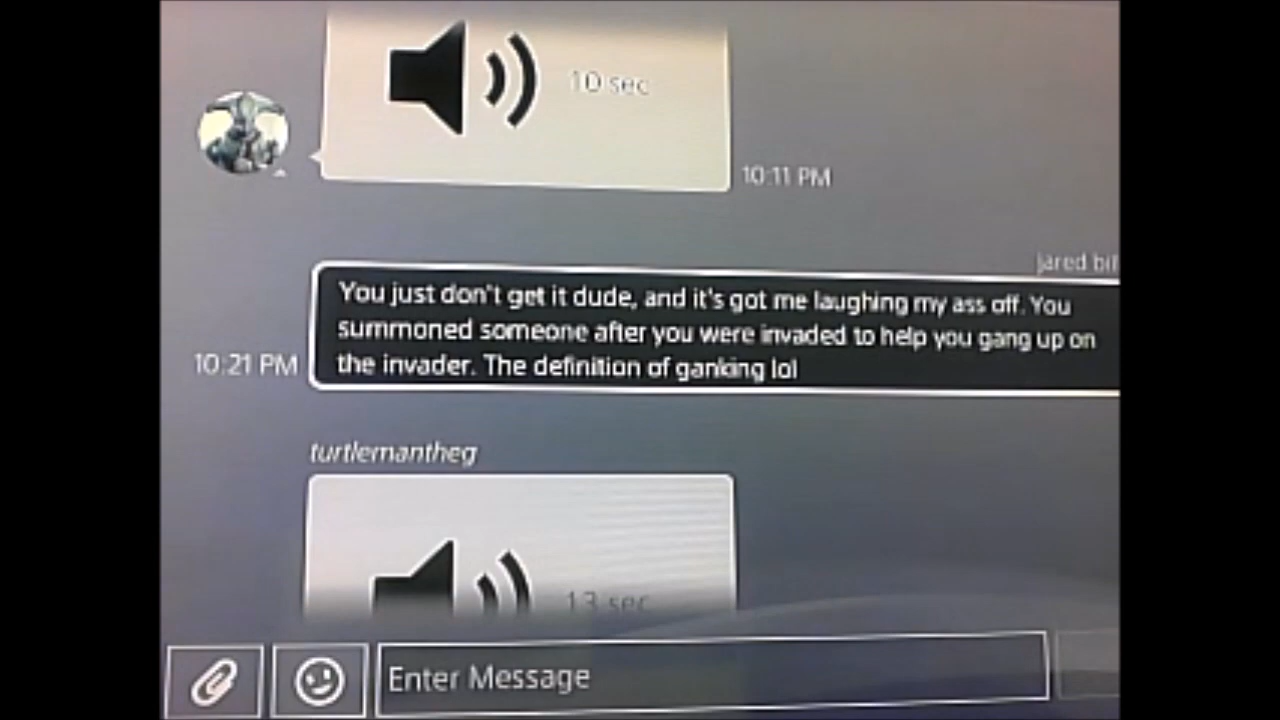 10 sec
10:11 PM
jared bil
You just don't get it dude, and it's got me laughing my ass off. You
summoned someone after you were invaded to help you gang up on
the invader. The definition of ganking lol
10:21 PM
turtlemantheg
13 sec
Enter Message